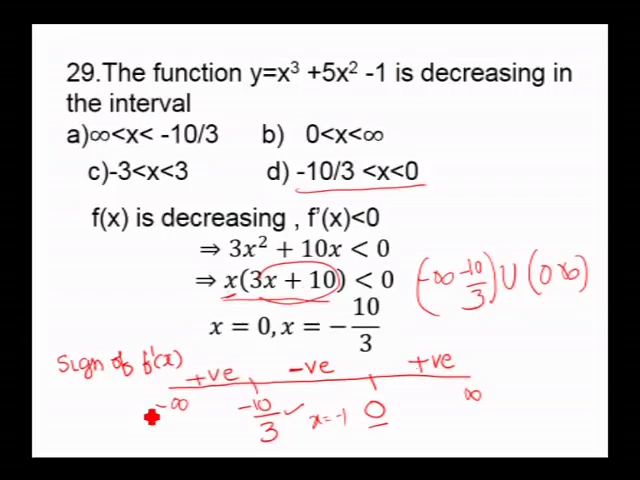 29.The function y=x³ +5x² -1 is decreasing in
the interval
a)∞<x< -10/3 b) 0<x<∞
c)-3<x<3 d) -10/3 <x<0
f(x) is decreasing , f'(x)<0
⇒ 3x² + 10x < 0
⇒ x(3x + 10) < 0 (-∞ -10/3) ∪ (0 ∞)
x = 0, x = − 10/3
Sign of f'(x) +ve -ve +ve
-∞ -10/3 ✓ x=-1 0 ∞